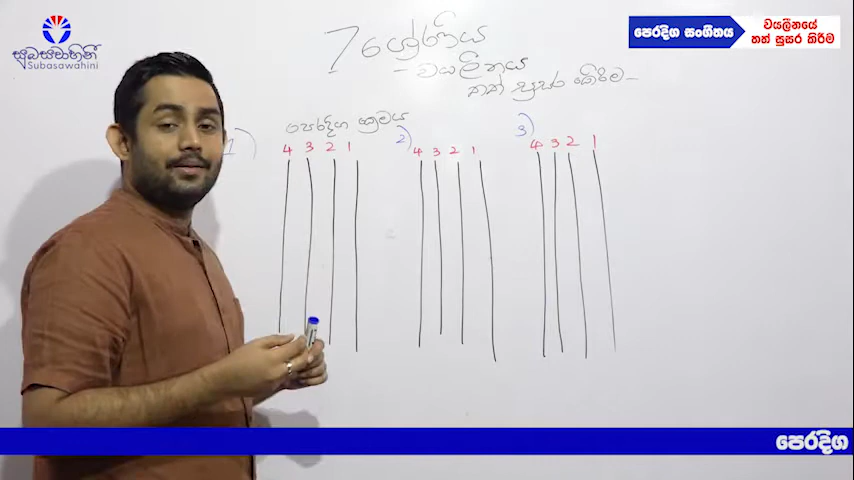 සුබසවාහිනී
Subasawahini
පෙරදිග සංගීතය
වයලීනයේ
තත් සුසර කිරීම
7 ශ්‍රේණිය
- වයලීනය
තත් සුසර කිරීම -
පෙරදිග ක්‍රමය
1) 4 3 2 1
2) 4 3 2 1
3) 4 3 2 1
පෙරදිග